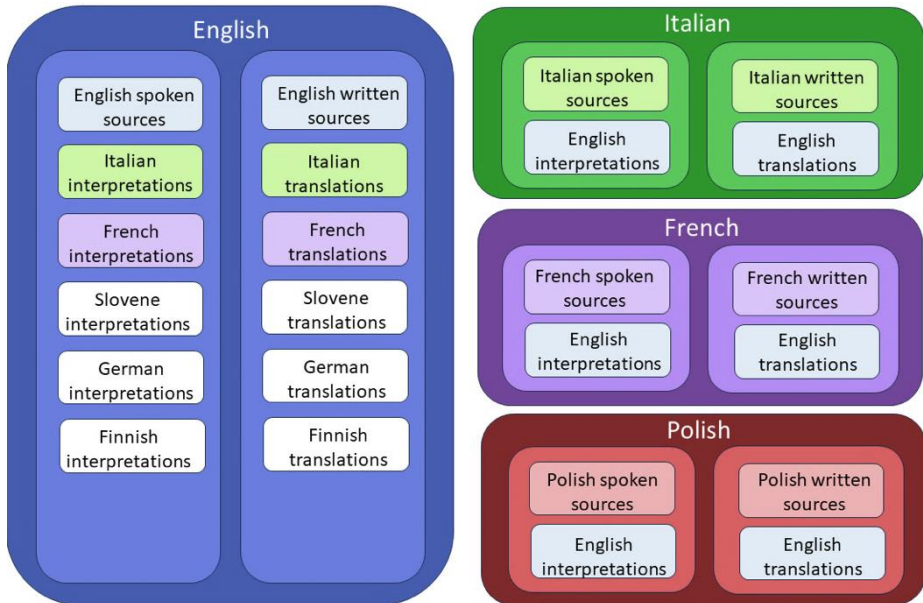 English
English spoken
sources
Italian
interpretations
French
interpretations
Slovene
interpretations
German
interpretations
Finnish
interpretations
English written
sources
Italian
translations
French
translations
Slovene
translations
German
translations
Finnish
translations
Italian
Italian spoken
sources
English
interpretations
Italian written
sources
English
translations
French
French spoken
sources
English
interpretations
French written
sources
English
translations
Polish
Polish spoken
sources
English
interpretations
Polish written
sources
English
translations